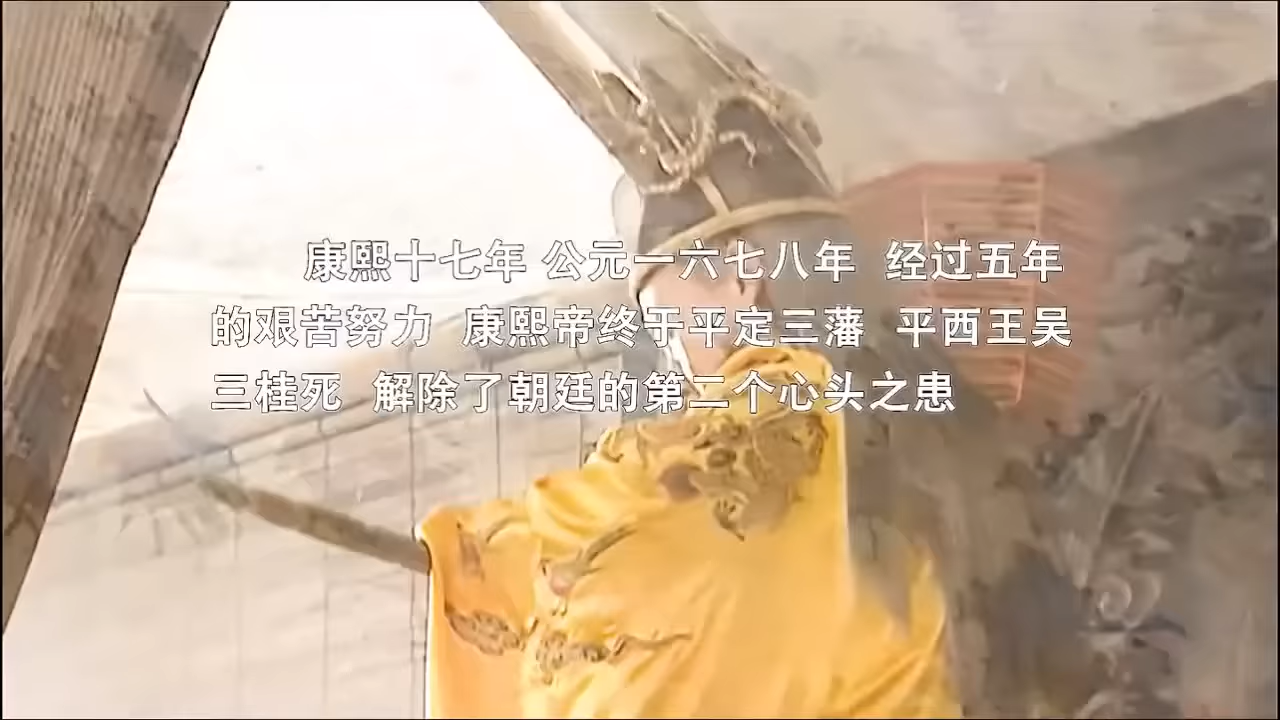 康熙十七年 公元一六七八年 经过五年
的艰苦努力 康熙帝终于平定三藩 平西王吴
三桂死 解除了朝廷的第二个心头之患